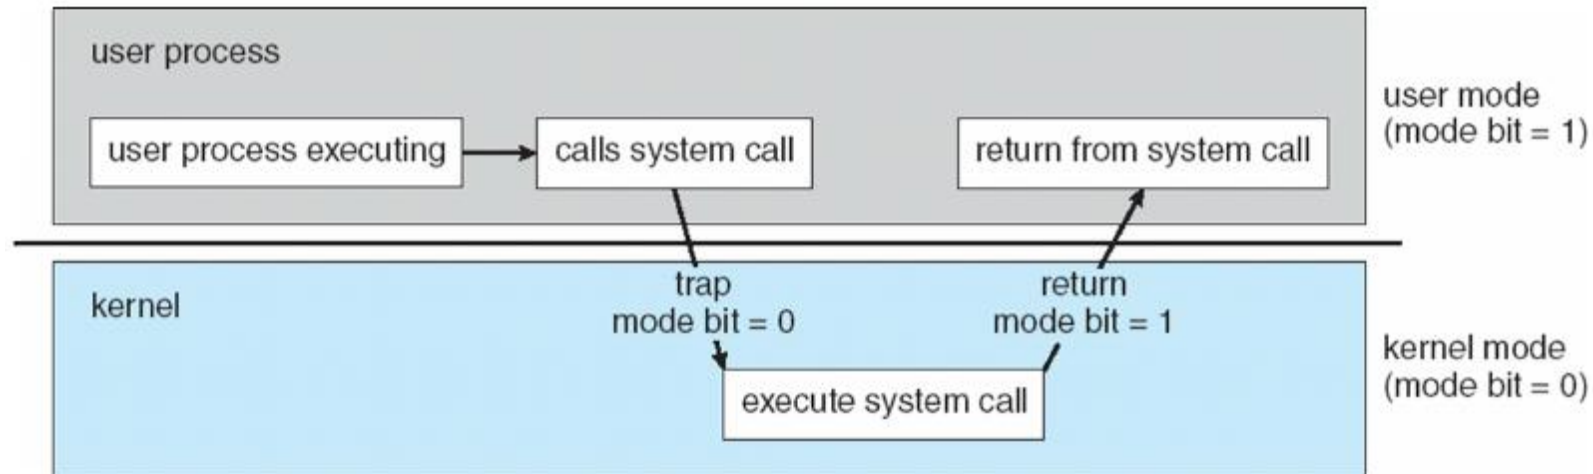 user process
user process executing
calls system call
return from system call
user mode
(mode bit = 1)
kernel
trap
mode bit = 0
return
mode bit = 1
execute system call
kernel mode
(mode bit = 0)